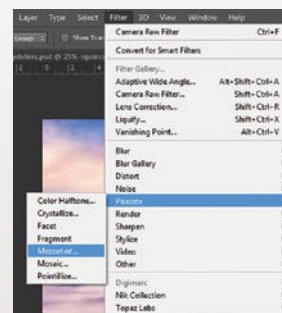 Layer Type Select Filter 3D View Window Help
Camera Raw Filter Ctrl+F
Convert for Smart Filters
Filter Gallery...
Adaptive Wide Angle... Alt+Shift+Ctrl+A
Camera Raw Filter... Shift+Ctrl+A
Lens Correction... Shift+Ctrl+R
Liquify... Shift+Ctrl+X
Vanishing Point... Alt+Ctrl+V
Blur
Blur Gallery
Distort
Noise
Pixelate
Render
Sharpen
Stylize
Video
Other
Digimarc
Nik Collection
Topaz Labs
Color Halftone...
Crystallize...
Facet
Fragment
Mezzotint...
Mosaic...
Pointillize...
Group